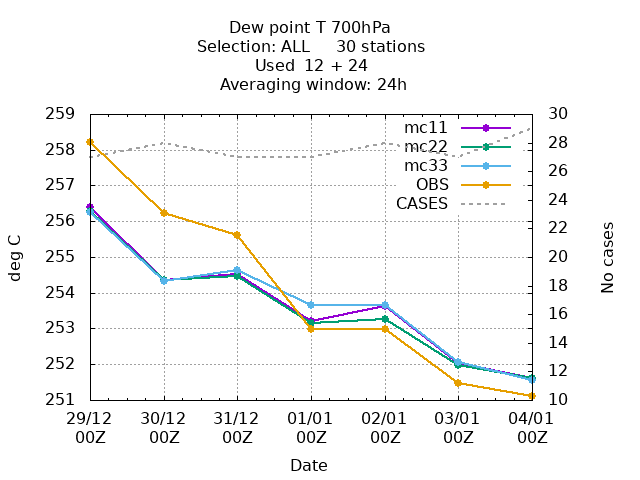 Dew point T 700hPa
Selection: ALL     30 stations
Used  12 + 24
Averaging window: 24h
259
258
257
256
255
254
253
252
251
deg C
30
28
26
24
22
20
18
16
14
12
10
No cases
mc11
mc22
mc33
OBS
CASES
29/12 30/12 31/12 01/01 02/01 03/01 04/01
00Z 00Z 00Z 00Z 00Z 00Z 00Z
Date